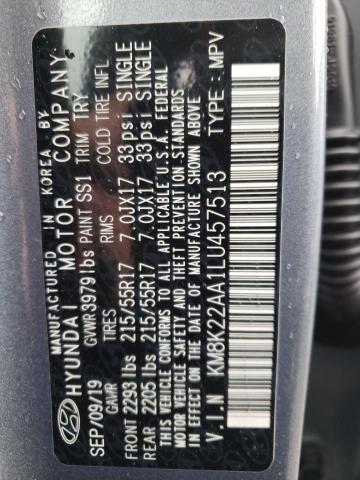 HYUNDAI MOTOR COMPANY
MANUFACTURED IN KOREA BY
SEP/09/19 GVWR 3979 lbs PAINT SS1 TRIM TRY
GAWR TIRES RIMS COLD TIRE INFL
FRONT 2293 lbs 215/55R17 7.0JX17 33psi SINGLE
REAR 2205 lbs 215/55R17 7.0JX17 33psi SINGLE
THIS VEHICLE CONFORMS TO ALL APPLICABLE U.S.A. FEDERAL
MOTOR VEHICLE SAFETY AND THEFT PREVENTION STANDARDS
IN EFFECT ON THE DATE OF MANUFACTURE SHOWN ABOVE.
V.I.N KM8K22AA1LU457513 TYPE: MPV